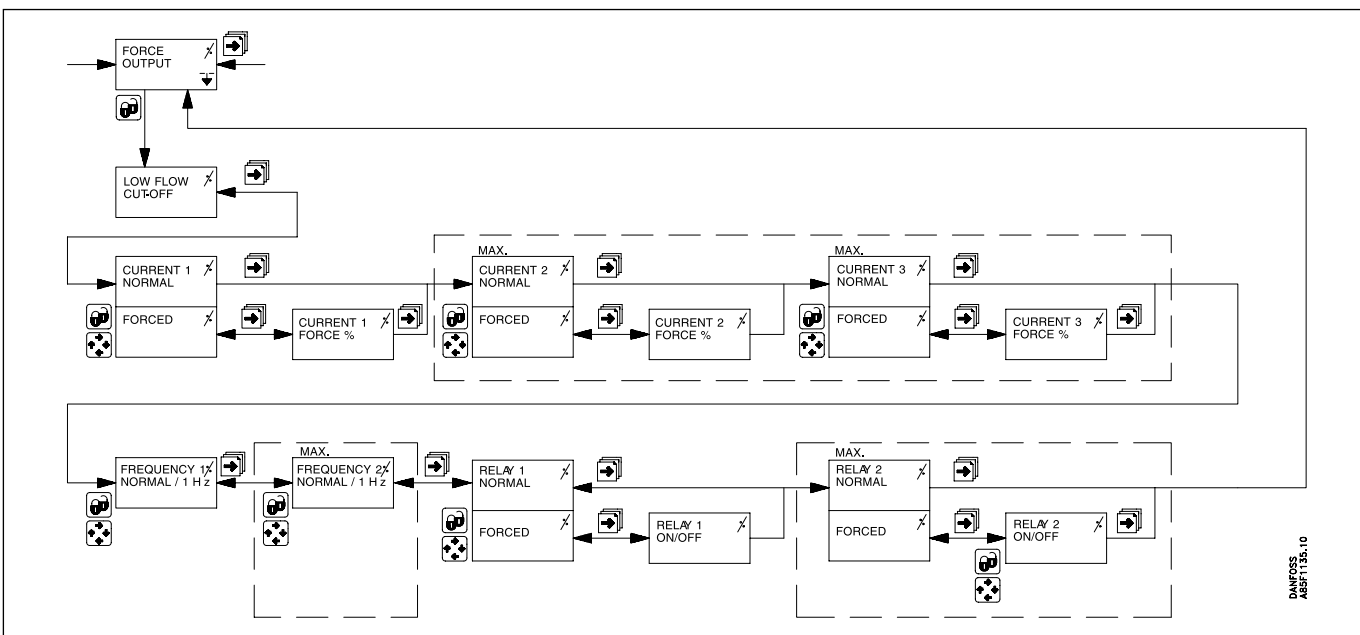 FORCE
OUTPUT
LOW FLOW
CUT-OFF
CURRENT 1
NORMAL
FORCED
CURRENT 1
FORCE %
MAX.
CURRENT 2
NORMAL
FORCED
CURRENT 2
FORCE %
MAX.
CURRENT 3
NORMAL
FORCED
CURRENT 3
FORCE %
FREQUENCY 1
NORMAL / 1 Hz
MAX.
FREQUENCY 2
NORMAL / 1 Hz
RELAY 1
NORMAL
FORCED
RELAY 1
ON/OFF
MAX.
RELAY 2
NORMAL
FORCED
RELAY 2
ON/OFF
DANFOSS
A85F1135.10